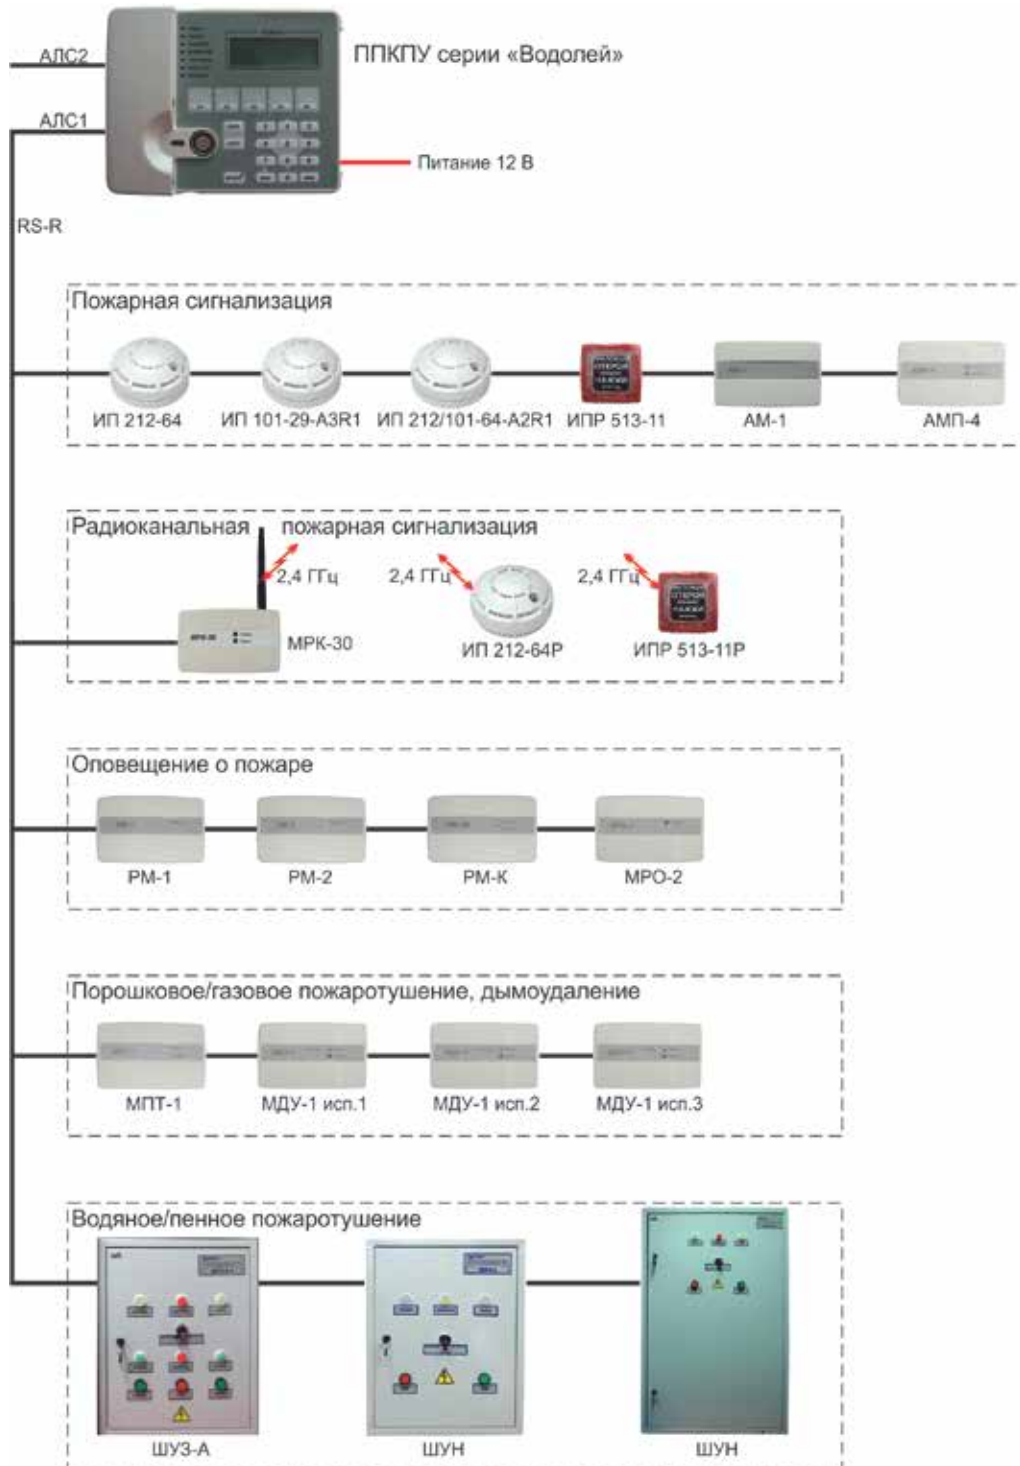 АЛС2
ППКПУ серии «Водолей»
АЛС1
Питание 12 В
RS-R
Пожарная сигнализация
ИП 212-64
ИП 101-29-А3R1
ИП 212/101-64-А2R1
ИПР 513-11
АМ-1
АМП-4
Радиоканальная пожарная сигнализация
2,4 ГГц
2,4 ГГц
2,4 ГГц
МРК-30
ИП 212-64Р
ИПР 513-11Р
Оповещение о пожаре
РМ-1
РМ-2
РМ-К
МРО-2
Порошковое/газовое пожаротушение, дымоудаление
МПТ-1
МДУ-1 исп.1
МДУ-1 исп.2
МДУ-1 исп.3
Водяное/пенное пожаротушение
ШУЗ-А
ШУН
ШУН